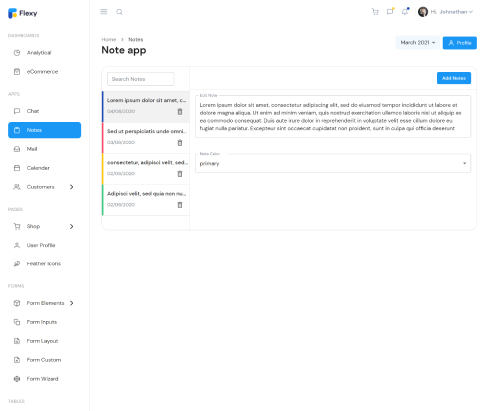 Flexy
Hi, Johnathan
DASHBOARDS
Analytical
eCommerce
APPS
Chat
Notes
Mail
Calender
Customers
PAGES
Shop
User Profile
Feather Icons
FORMS
Form Elements
Form Inputs
Form Layout
Form Custom
Form Wizard
TABLES
Home > Notes
Note app
March 2021
Profile
Search Notes
Lorem ipsum dolor sit amet, c...
04/06/2020
Sed ut perspiciatis unde omni...
03/06/2020
consectetur, adipisci velit, sed...
02/06/2020
Adipisci velit, sed quia non nu...
02/06/2020
Add Notes
Edit Note
Lorem ipsum dolor sit amet, consectetur adipisicing elit, sed do eiusmod tempor incididunt ut labore et
dolore magna aliqua. Ut enim ad minim veniam, quis nostrud exercitation ullamco laboris nisi ut aliquip ex
ea commodo consequat. Duis aute irure dolor in reprehenderit in voluptate velit esse cillum dolore eu
fugiat nulla pariatur. Excepteur sint occaecat cupidatat non proident, sunt in culpa qui officia deserunt
Note Color
primary